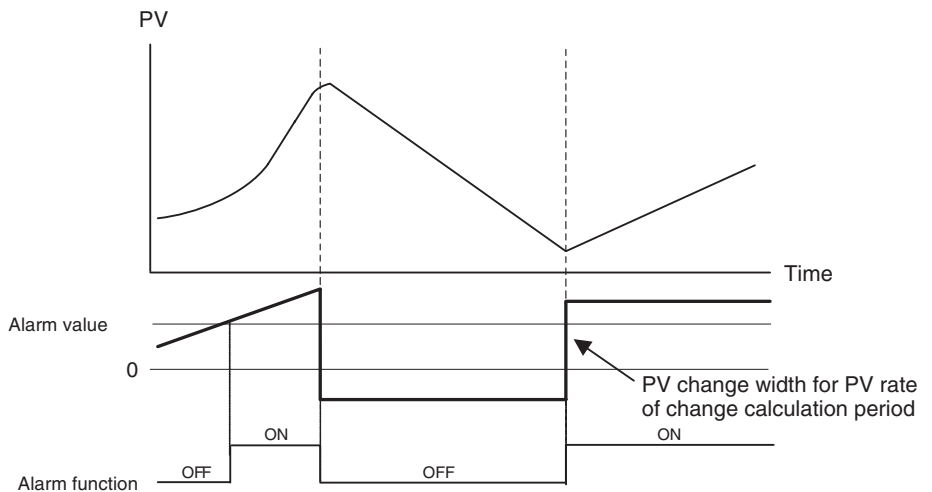 PV
Time
Alarm value
0
PV change width for PV rate
of change calculation period
ON
ON
OFF
OFF
Alarm function